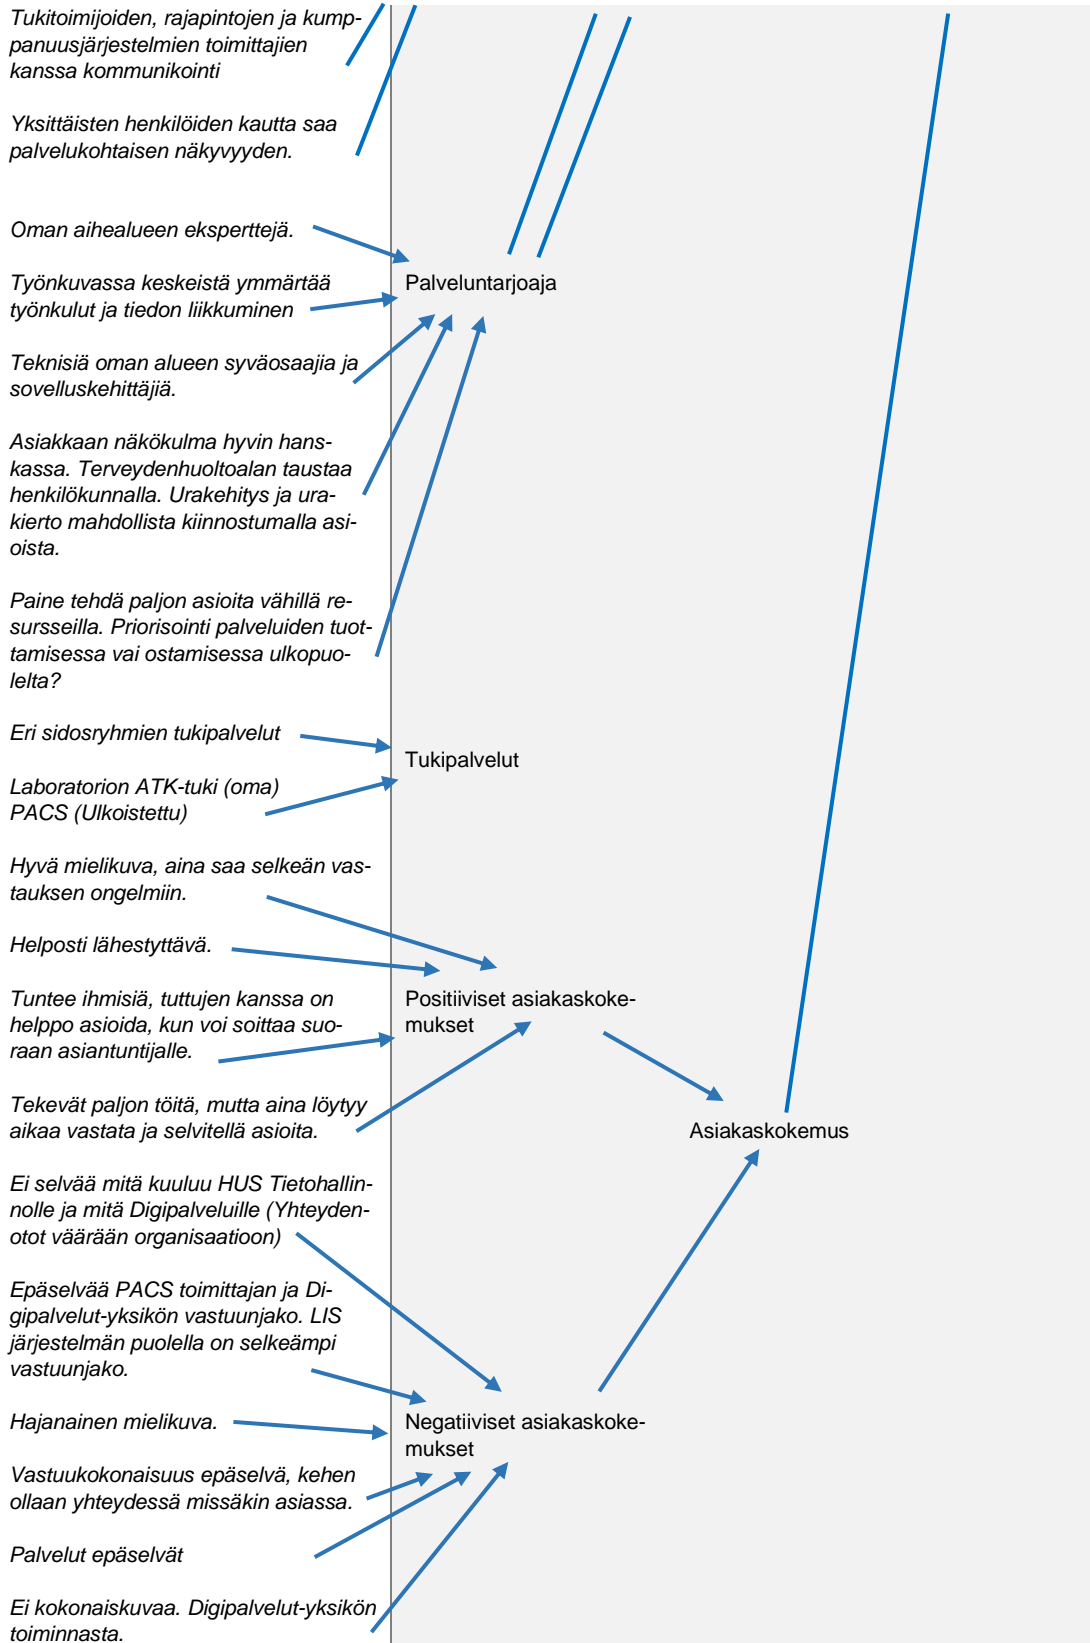 Tukitoimijoiden, rajapintojen ja kump-
panuusjärjestelmien toimittajien
kanssa kommunikointi
Yksittäisten henkilöiden kautta saa
palvelukohtaisen näkyvyyden.
Oman aihealueen eksperttejä.
Työnkuvassa keskeistä ymmärtää
työnkulut ja tiedon liikkuminen
Palveluntarjoaja
Teknisiä oman alueen syväosaajia ja
sovelluskehittäjiä.
Asiakkaan näkökulma hyvin hans-
kassa. Terveydenhuoltoalan taustaa
henkilökunnalla. Urakehitys ja ura-
kierto mahdollista kiinnostumalla asi-
oista.
Paine tehdä paljon asioita vähillä re-
sursseilla. Priorisointi palveluiden tuot-
tamisessa vai ostamisessa ulkopuo-
lelta?
Eri sidosryhmien tukipalvelut
Tukipalvelut
Laboratorion ATK-tuki (oma)
PACS (Ulkoistettu)
Hyvä mielikuva, aina saa selkeän vas-
tauksen ongelmiin.
Helposti lähestyttävä.
Tuntee ihmisiä, tuttujen kanssa on
helppo asioida, kun voi soittaa suo-
raan asiantuntijalle.
Positiiviset asiakaskoke-
mukset
Tekevät paljon töitä, mutta aina löytyy
aikaa vastata ja selvitellä asioita.
Asiakaskokemus
Ei selvää mitä kuuluu HUS Tietohallin-
nolle ja mitä Digipalveluille (Yhteyden-
otot väärään organisaatioon)
Epäselvää PACS toimittajan ja Di-
gipalvelut-yksikön vastuunjako. LIS
järjestelmän puolella on selkeämpi
vastuunjako.
Hajanainen mielikuva.
Negatiiviset asiakaskoke-
mukset
Vastuukokonaisuus epäselvä, kehen
ollaan yhteydessä missäkin asiassa.
Palvelut epäselvät
Ei kokonaiskuvaa. Digipalvelut-yksikön
toiminnasta.